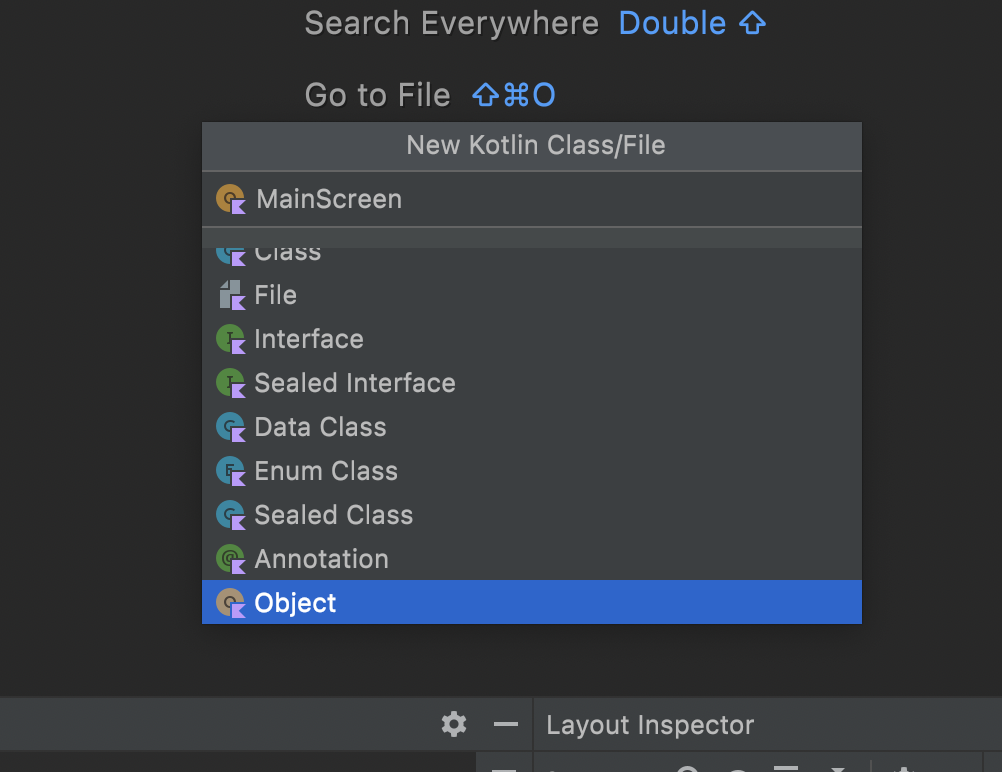 Search Everywhere Double ⇧
Go to File ⇧⌘O
New Kotlin Class/File
MainScreen
Class
File
Interface
Sealed Interface
Data Class
Enum Class
Sealed Class
Annotation
Object
Layout Inspector